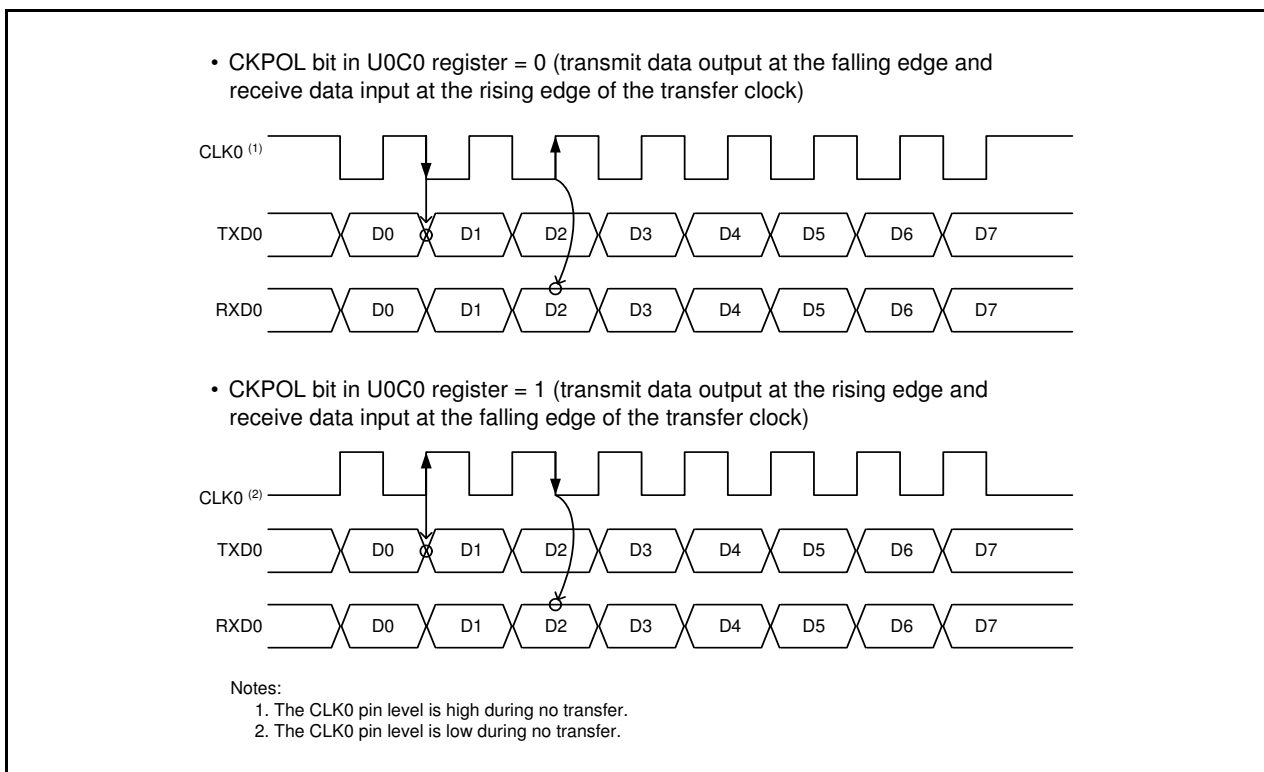 • CKPOL bit in U0C0 register = 0 (transmit data output at the falling edge and
receive data input at the rising edge of the transfer clock)
CLK0 (1)
TXD0 D0 D1 D2 D3 D4 D5 D6 D7
RXD0 D0 D1 D2 D3 D4 D5 D6 D7
• CKPOL bit in U0C0 register = 1 (transmit data output at the rising edge and
receive data input at the falling edge of the transfer clock)
CLK0 (2)
TXD0 D0 D1 D2 D3 D4 D5 D6 D7
RXD0 D0 D1 D2 D3 D4 D5 D6 D7
Notes:
1. The CLK0 pin level is high during no transfer.
2. The CLK0 pin level is low during no transfer.